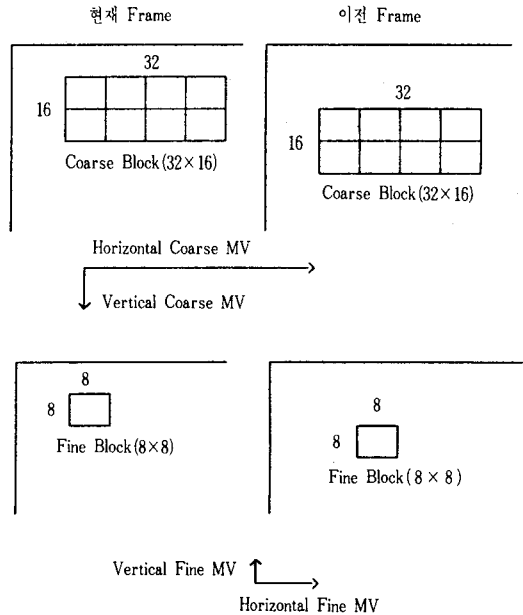 현재 Frame
이전 Frame
32
16
Coarse Block(32×16)
32
16
Coarse Block(32×16)
Horizontal Coarse MV
Vertical Coarse MV
8
8
Fine Block(8×8)
8
8
Fine Block(8 × 8)
Vertical Fine MV
Horizontal Fine MV